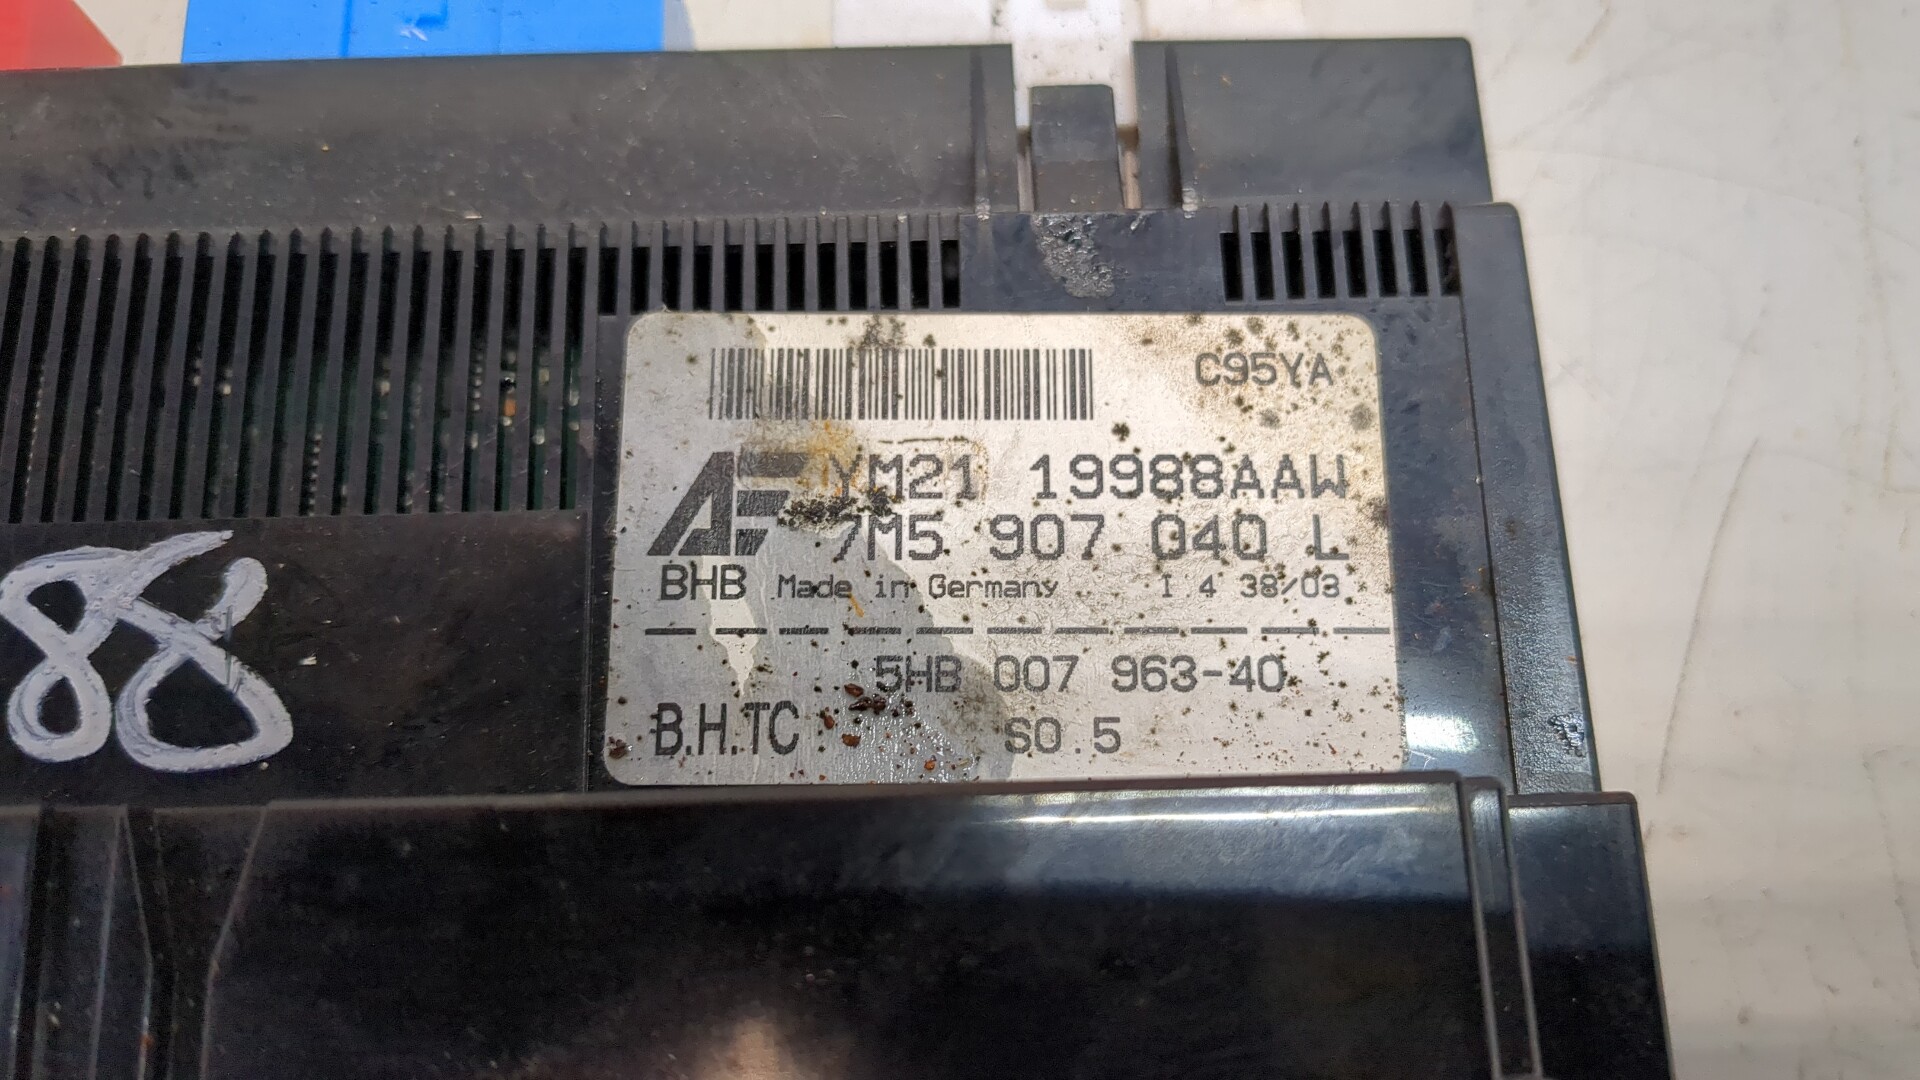 C95YA
AF YM21 19988AAW
7M5 907 040 L
BHB Made in Germany I.4 38/03
5HB 007 963-40
B.H.TC S0.5
88